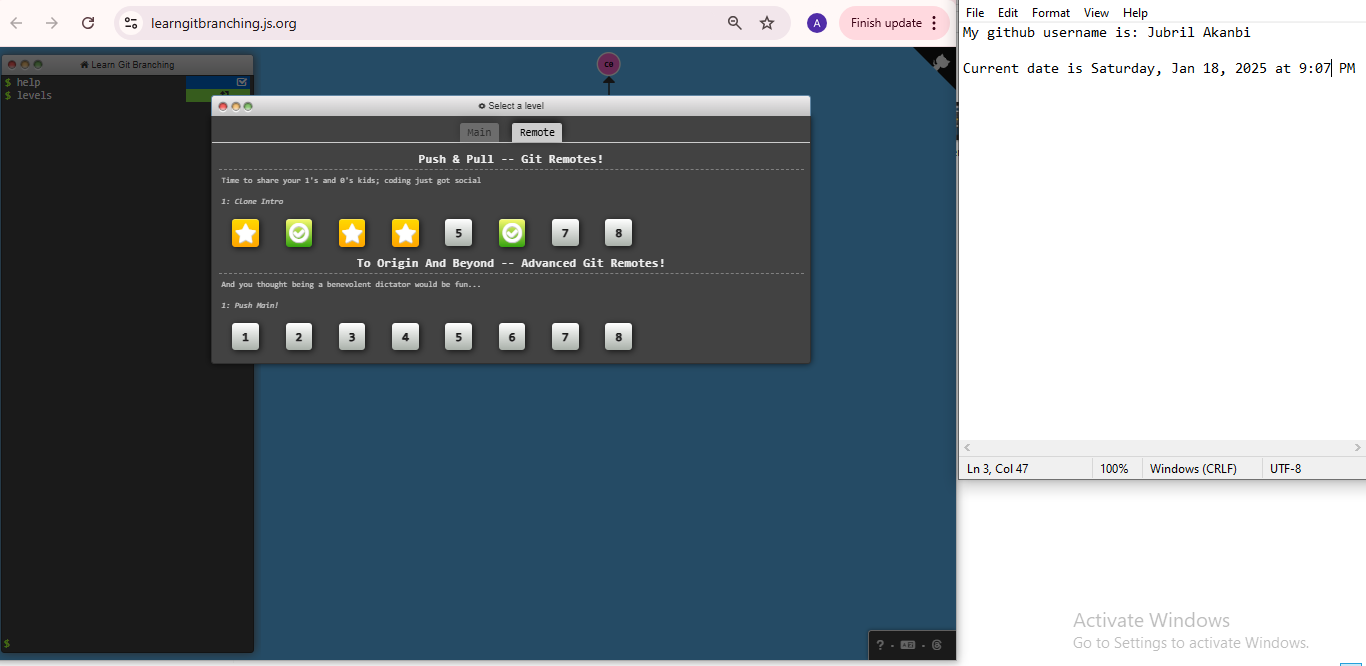 learngitbranching.js.org
A
Finish update
Learn Git Branching
$ help
$ levels
ce
Select a level
Main
Remote
Push & Pull -- Git Remotes!
Time to share your 1's and 0's kids; coding just got social
1: Clone Intro
5
7
8
To Origin And Beyond -- Advanced Git Remotes!
And you thought being a benevolent dictator would be fun...
1: Push Main!
1
2
3
4
5
6
7
8
$
?
File Edit Format View Help
My github username is: Jubril Akanbi
Current date is Saturday, Jan 18, 2025 at 9:07 PM
Ln 3, Col 47
100%
Windows (CRLF)
UTF-8
Activate Windows
Go to Settings to activate Windows.